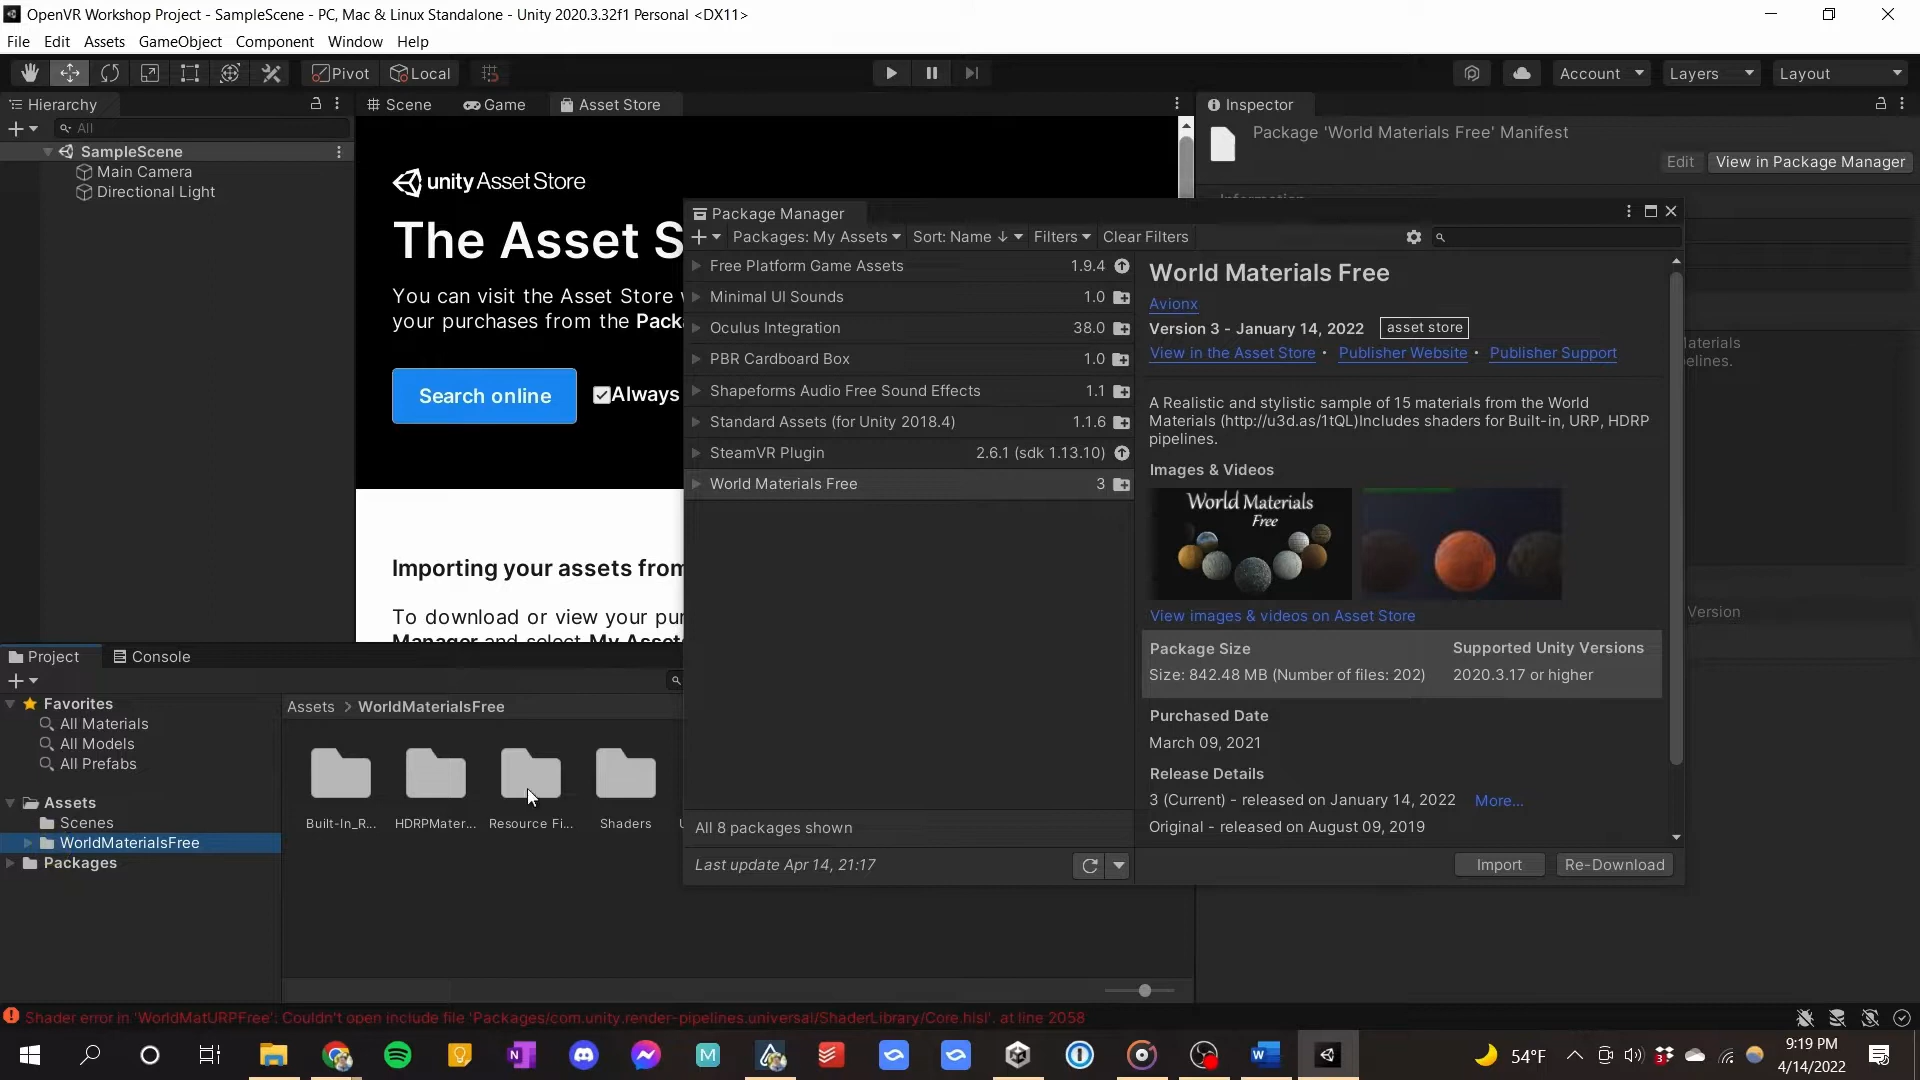 OpenVR Workshop Project - SampleScene - PC, Mac & Linux Standalone - Unity 2020.3.32f1 Personal <DX11>
File Edit Assets GameObject Component Window Help
Pivot Local Account Layers Layout
Hierarchy
All
SampleScene
Main Camera
Directional Light
Scene Game Asset Store
unity Asset Store
The Asset S
You can visit the Asset Store
your purchases from the Pack
Search online Always
Importing your assets from
To download or view your pur
Manager and select My Asset
Inspector
Package 'World Materials Free' Manifest
Edit View in Package Manager
Information
laterials
elines.
Version
Package Manager
Packages: My Assets Sort: Name ↓ Filters Clear Filters
Free Platform Game Assets 1.9.4
Minimal UI Sounds 1.0
Oculus Integration 38.0
PBR Cardboard Box 1.0
Shapeforms Audio Free Sound Effects 1.1
Standard Assets (for Unity 2018.4) 1.1.6
SteamVR Plugin 2.6.1 (sdk 1.13.10)
World Materials Free 3
All 8 packages shown
Last update Apr 14, 21:17
World Materials Free
Avionx
Version 3 - January 14, 2022 asset store
View in the Asset Store • Publisher Website • Publisher Support
A Realistic and stylistic sample of 15 materials from the World
Materials (http://u3d.as/1tQL)Includes shaders for Built-in, URP, HDRP
pipelines.
Images & Videos
World Materials
Free
View images & videos on Asset Store
Package Size Supported Unity Versions
Size: 842.48 MB (Number of files: 202) 2020.3.17 or higher
Purchased Date
March 09, 2021
Release Details
3 (Current) - released on January 14, 2022 More...
Original - released on August 09, 2019
Import Re-Download
Project Console
Favorites
All Materials
All Models
All Prefabs
Assets
Scenes
WorldMaterialsFree
Packages
Assets > WorldMaterialsFree
Built-In_R... HDRPMater... Resource Fi... Shaders
Shader error in 'WorldMatURPFree': Couldn't open include file 'Packages/com.unity.render-pipelines.universal/ShaderLibrary/Core.hlsl'. at line 2058
54°F
9:19 PM
4/14/2022